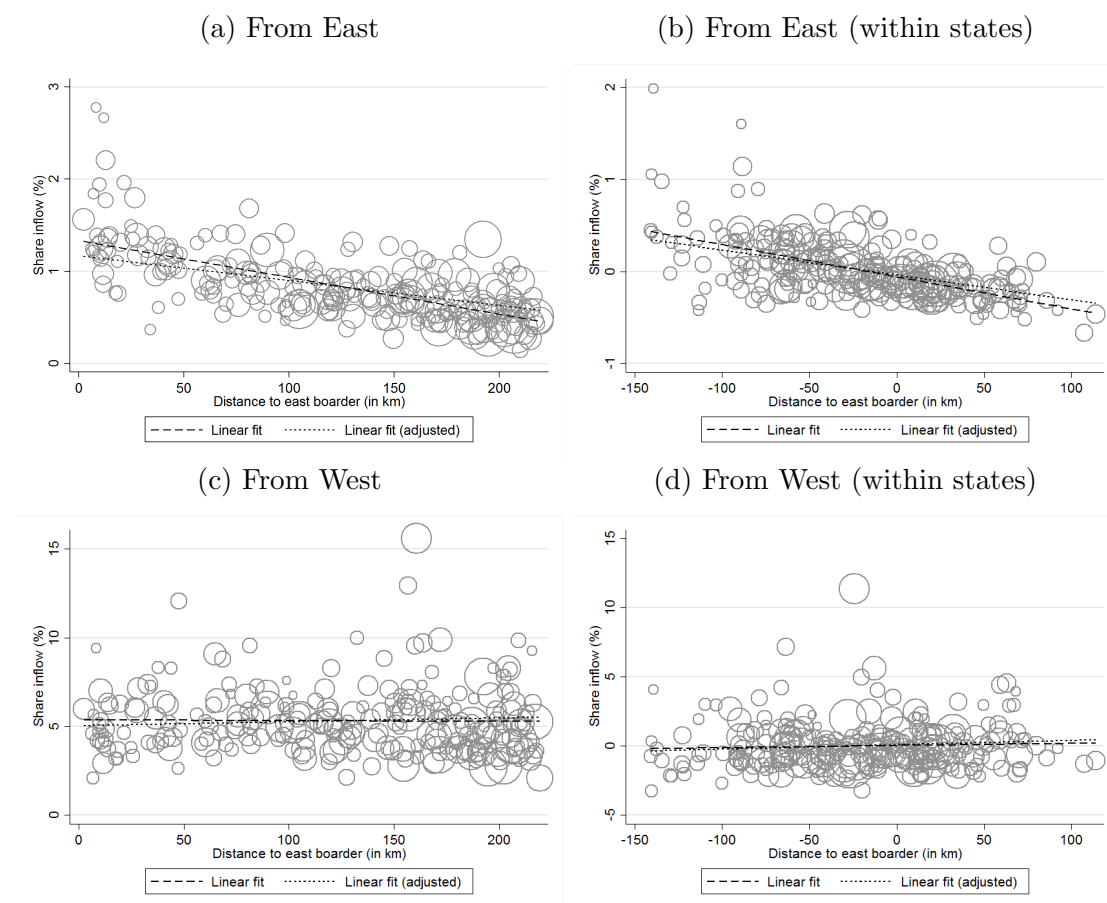 (a) From East
Share inflow (%)
3
2
1
0
0 50 100 150 200
Distance to east boarder (in km)
Linear fit Linear fit (adjusted)
(b) From East (within states)
Share inflow (%)
2
1
0
-1
-150 -100 -50 0 50 100
Distance to east boarder (in km)
Linear fit Linear fit (adjusted)
(c) From West
Share inflow (%)
15
10
5
0
0 50 100 150 200
Distance to east boarder (in km)
Linear fit Linear fit (adjusted)
(d) From West (within states)
Share inflow (%)
15
10
5
0
-5
-150 -100 -50 0 50 100
Distance to east boarder (in km)
Linear fit Linear fit (adjusted)